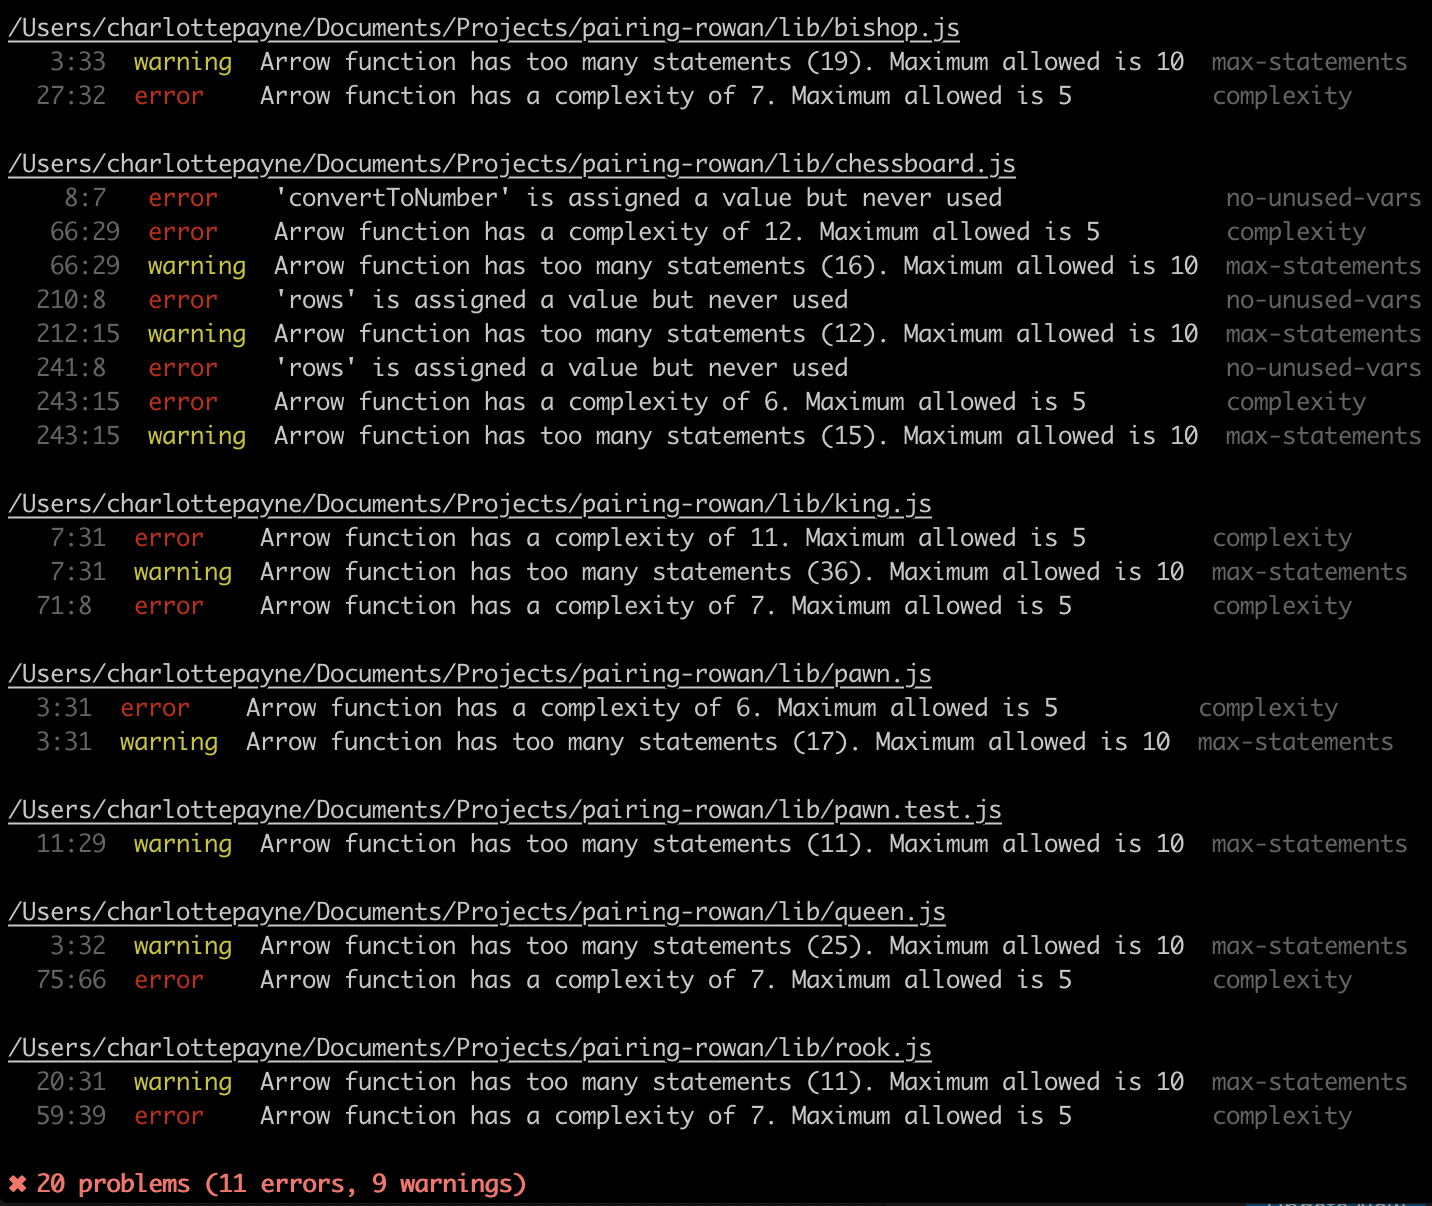 /Users/charlottepayne/Documents/Projects/pairing-rowan/lib/bishop.js
3:33 warning Arrow function has too many statements (19). Maximum allowed is 10 max-statements
27:32 error Arrow function has a complexity of 7. Maximum allowed is 5 complexity
/Users/charlottepayne/Documents/Projects/pairing-rowan/lib/chessboard.js
8:7 error 'convertToNumber' is assigned a value but never used no-unused-vars
66:29 error Arrow function has a complexity of 12. Maximum allowed is 5 complexity
66:29 warning Arrow function has too many statements (16). Maximum allowed is 10 max-statements
210:8 error 'rows' is assigned a value but never used no-unused-vars
212:15 warning Arrow function has too many statements (12). Maximum allowed is 10 max-statements
241:8 error 'rows' is assigned a value but never used no-unused-vars
243:15 error Arrow function has a complexity of 6. Maximum allowed is 5 complexity
243:15 warning Arrow function has too many statements (15). Maximum allowed is 10 max-statements
/Users/charlottepayne/Documents/Projects/pairing-rowan/lib/king.js
7:31 error Arrow function has a complexity of 11. Maximum allowed is 5 complexity
7:31 warning Arrow function has too many statements (36). Maximum allowed is 10 max-statements
71:8 error Arrow function has a complexity of 7. Maximum allowed is 5 complexity
/Users/charlottepayne/Documents/Projects/pairing-rowan/lib/pawn.js
3:31 error Arrow function has a complexity of 6. Maximum allowed is 5 complexity
3:31 warning Arrow function has too many statements (17). Maximum allowed is 10 max-statements
/Users/charlottepayne/Documents/Projects/pairing-rowan/lib/pawn.test.js
11:29 warning Arrow function has too many statements (11). Maximum allowed is 10 max-statements
/Users/charlottepayne/Documents/Projects/pairing-rowan/lib/queen.js
3:32 warning Arrow function has too many statements (25). Maximum allowed is 10 max-statements
75:66 error Arrow function has a complexity of 7. Maximum allowed is 5 complexity
/Users/charlottepayne/Documents/Projects/pairing-rowan/lib/rook.js
20:31 warning Arrow function has too many statements (11). Maximum allowed is 10 max-statements
59:39 error Arrow function has a complexity of 7. Maximum allowed is 5 complexity
✖ 20 problems (11 errors, 9 warnings)